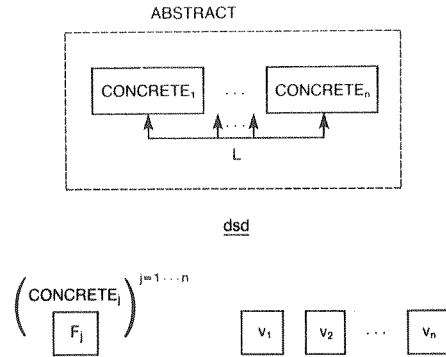 ABSTRACT
CONCRETE₁ ... CONCRETEₙ
...
L
dsd
(CONCRETEⱼ)ʲ⁼¹ ··· ⁿ
Fⱼ v₁ v₂ ... vₙ